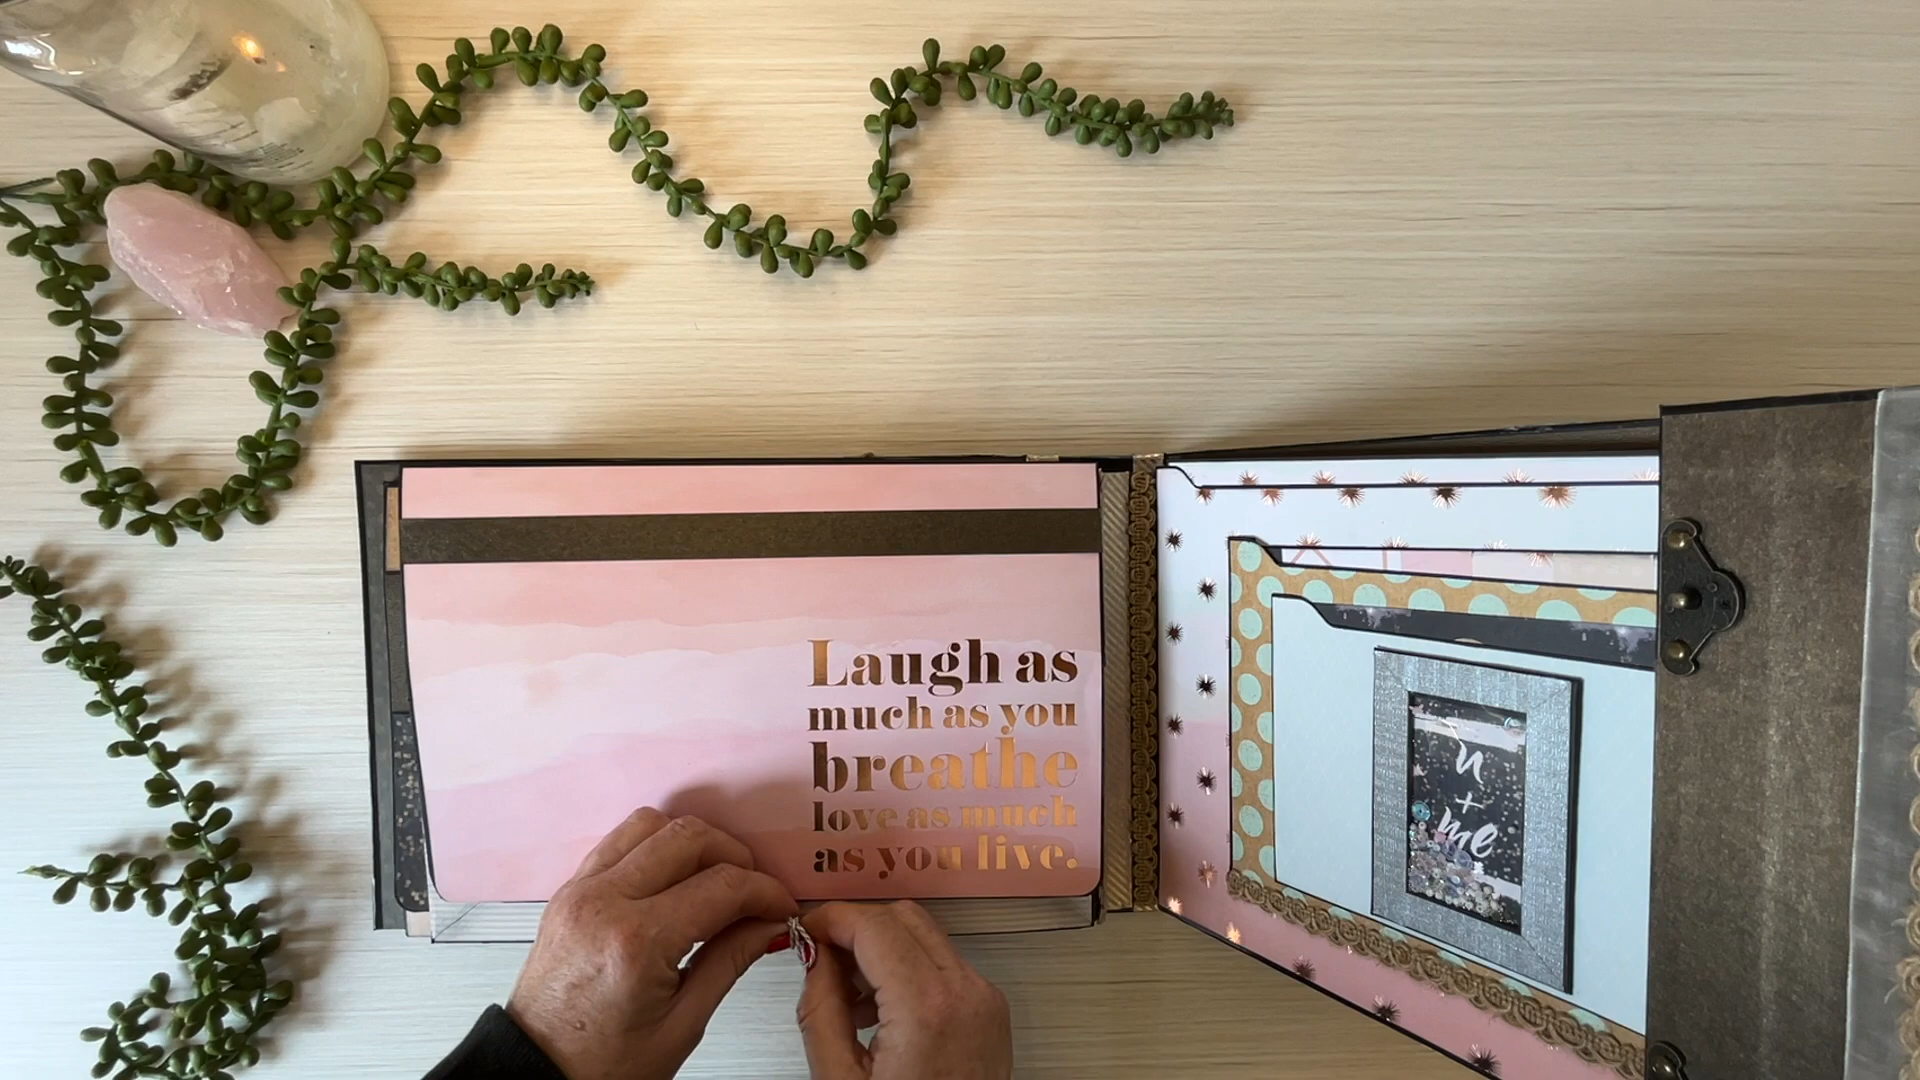 Laugh as
much as you
breathe
love as much
as you live.
u
+
me